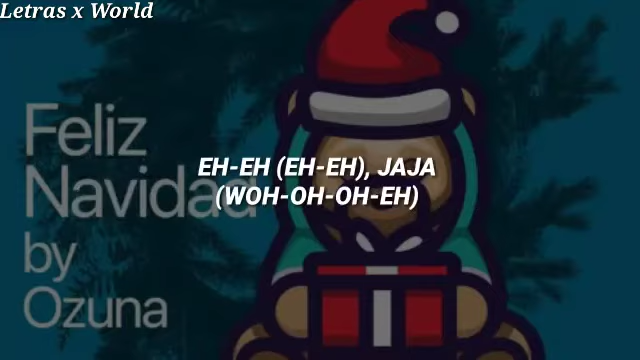 Letras x World
Feliz
Navidad
by
Ozuna
EH-EH (EH-EH), JAJA
(WOH-OH-OH-EH)